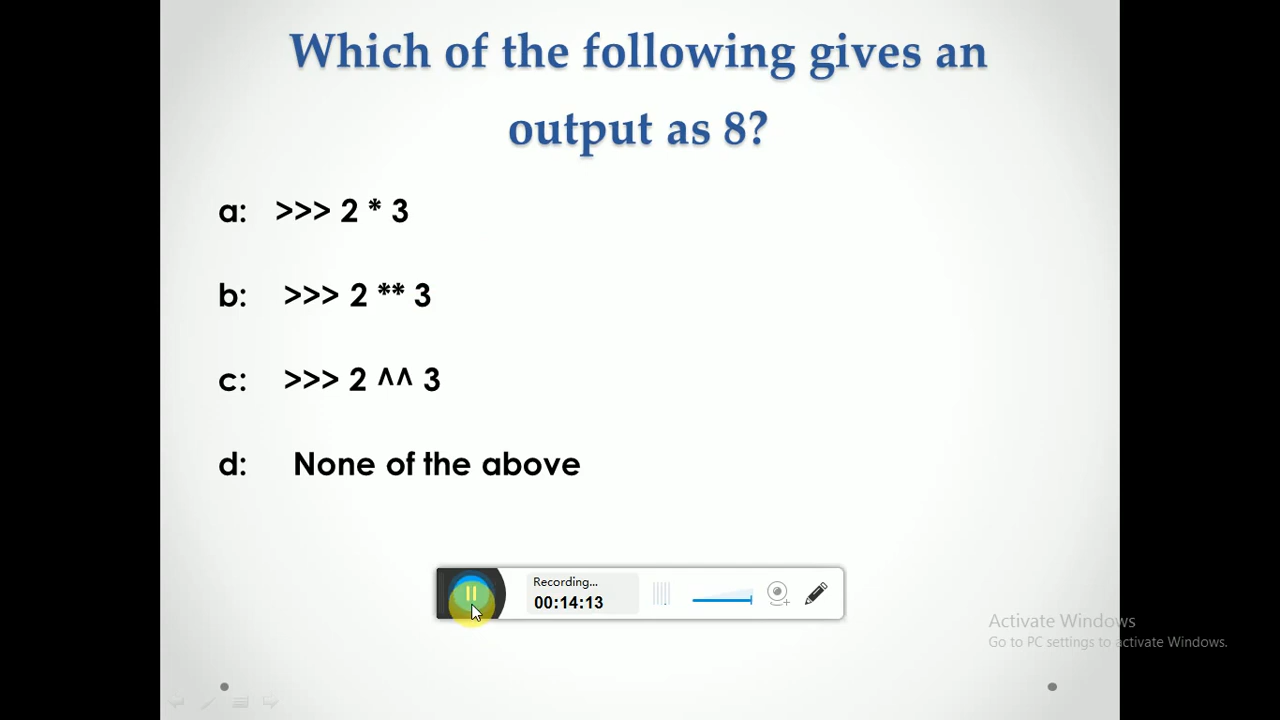 Which of the following gives an
output as 8?
a: >>> 2 * 3
b: >>> 2 ** 3
c: >>> 2 ^^ 3
d: None of the above
Recording...
00:14:13
Activate Windows
Go to PC settings to activate Windows.